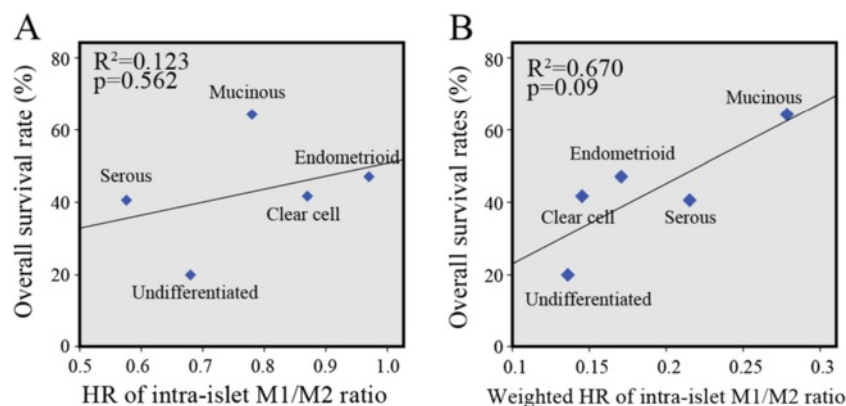 A
R²=0.123
p=0.562
Overall survival rate (%)
80
60
40
20
0
Mucinous
Serous
Endometrioid
Clear cell
Undifferentiated
0.5 0.6 0.7 0.8 0.9 1.0
HR of intra-islet M1/M2 ratio
B
R²=0.670
p=0.09
Overall survival rates (%)
80
60
40
20
0
Mucinous
Endometrioid
Clear cell
Serous
Undifferentiated
0.1 0.15 0.2 0.25 0.3
Weighted HR of intra-islet M1/M2 ratio